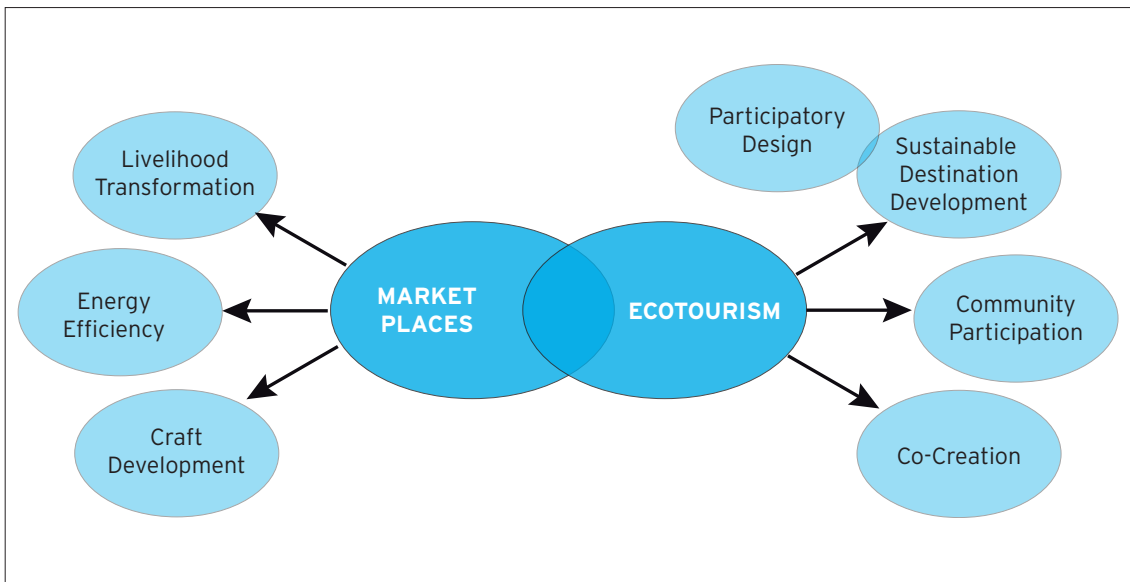 Livelihood
Transformation
Energy
Efficiency
Craft
Development
MARKET
PLACES
ECOTOURISM
Participatory
Design
Sustainable
Destination
Development
Community
Participation
Co-Creation